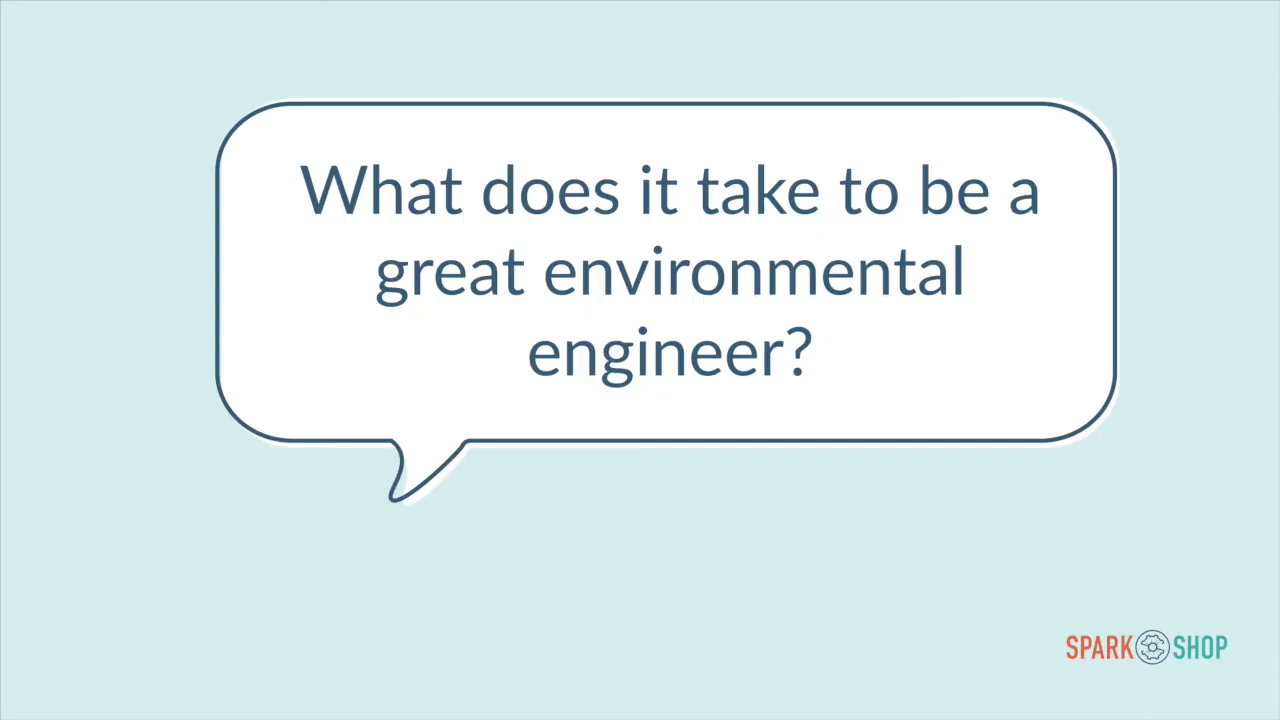 What does it take to be a
great environmental
engineer?
SPARK SHOP